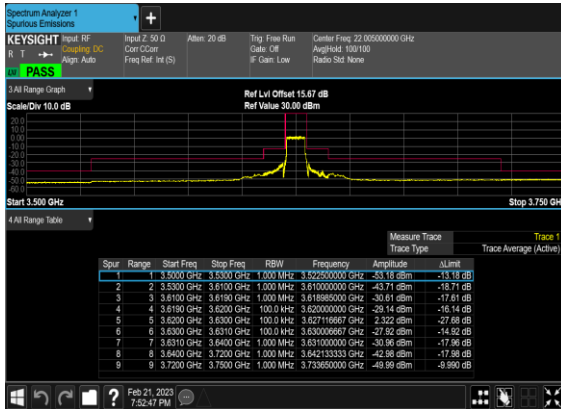 Spectrum Analyzer 1
Spurious Emissions
KEYSIGHT Input: RF Input Z: 50 Ω Atten: 20 dB Trig: Free Run Center Freq: 22.005000000 GHz
R T Coupling: DC Corr CCorr Gate: Off Avg|Hold: 100/100
Align: Auto Freq Ref: Int (S) IF Gain: Low Radio Std: None
PASS
3 All Range Graph Ref Lvl Offset 15.67 dB
Scale/Div 10.0 dB Ref Value 30.00 dBm
20.0
10.0
0.00
-10.0
-20.0
-30.0
-40.0
-50.0
-60.0
Start 3.500 GHz Stop 3.750 GH
4 All Range Table
Measure Trace Trace 1
Trace Type Trace Average (Active)
Spur Range Start Freq Stop Freq RBW Frequency Amplitude ΔLimit
1 1 3.5000 GHz 3.5300 GHz 1.000 MHz 3.522500000 GHz -53.18 dBm -13.18 dB
2 2 3.5300 GHz 3.6100 GHz 1.000 MHz 3.610000000 GHz -43.71 dBm -18.71 dB
3 3 3.6100 GHz 3.6190 GHz 1.000 MHz 3.618985000 GHz -30.61 dBm -17.61 dB
4 4 3.6190 GHz 3.6200 GHz 100.0 kHz 3.620000000 GHz -29.14 dBm -16.14 dB
5 5 3.6200 GHz 3.6300 GHz 100.0 kHz 3.627116667 GHz 2.322 dBm -27.68 dB
6 6 3.6300 GHz 3.6310 GHz 100.0 kHz 3.630006667 GHz -27.92 dBm -14.92 dB
7 7 3.6310 GHz 3.6400 GHz 1.000 MHz 3.631000000 GHz -30.96 dBm -17.96 dB
8 8 3.6400 GHz 3.7200 GHz 1.000 MHz 3.642133333 GHz -42.98 dBm -17.98 dB
9 9 3.7200 GHz 3.7500 GHz 1.000 MHz 3.733650000 GHz -49.99 dBm -9.990 dB
? Feb 21, 2023
7:52:47 PM